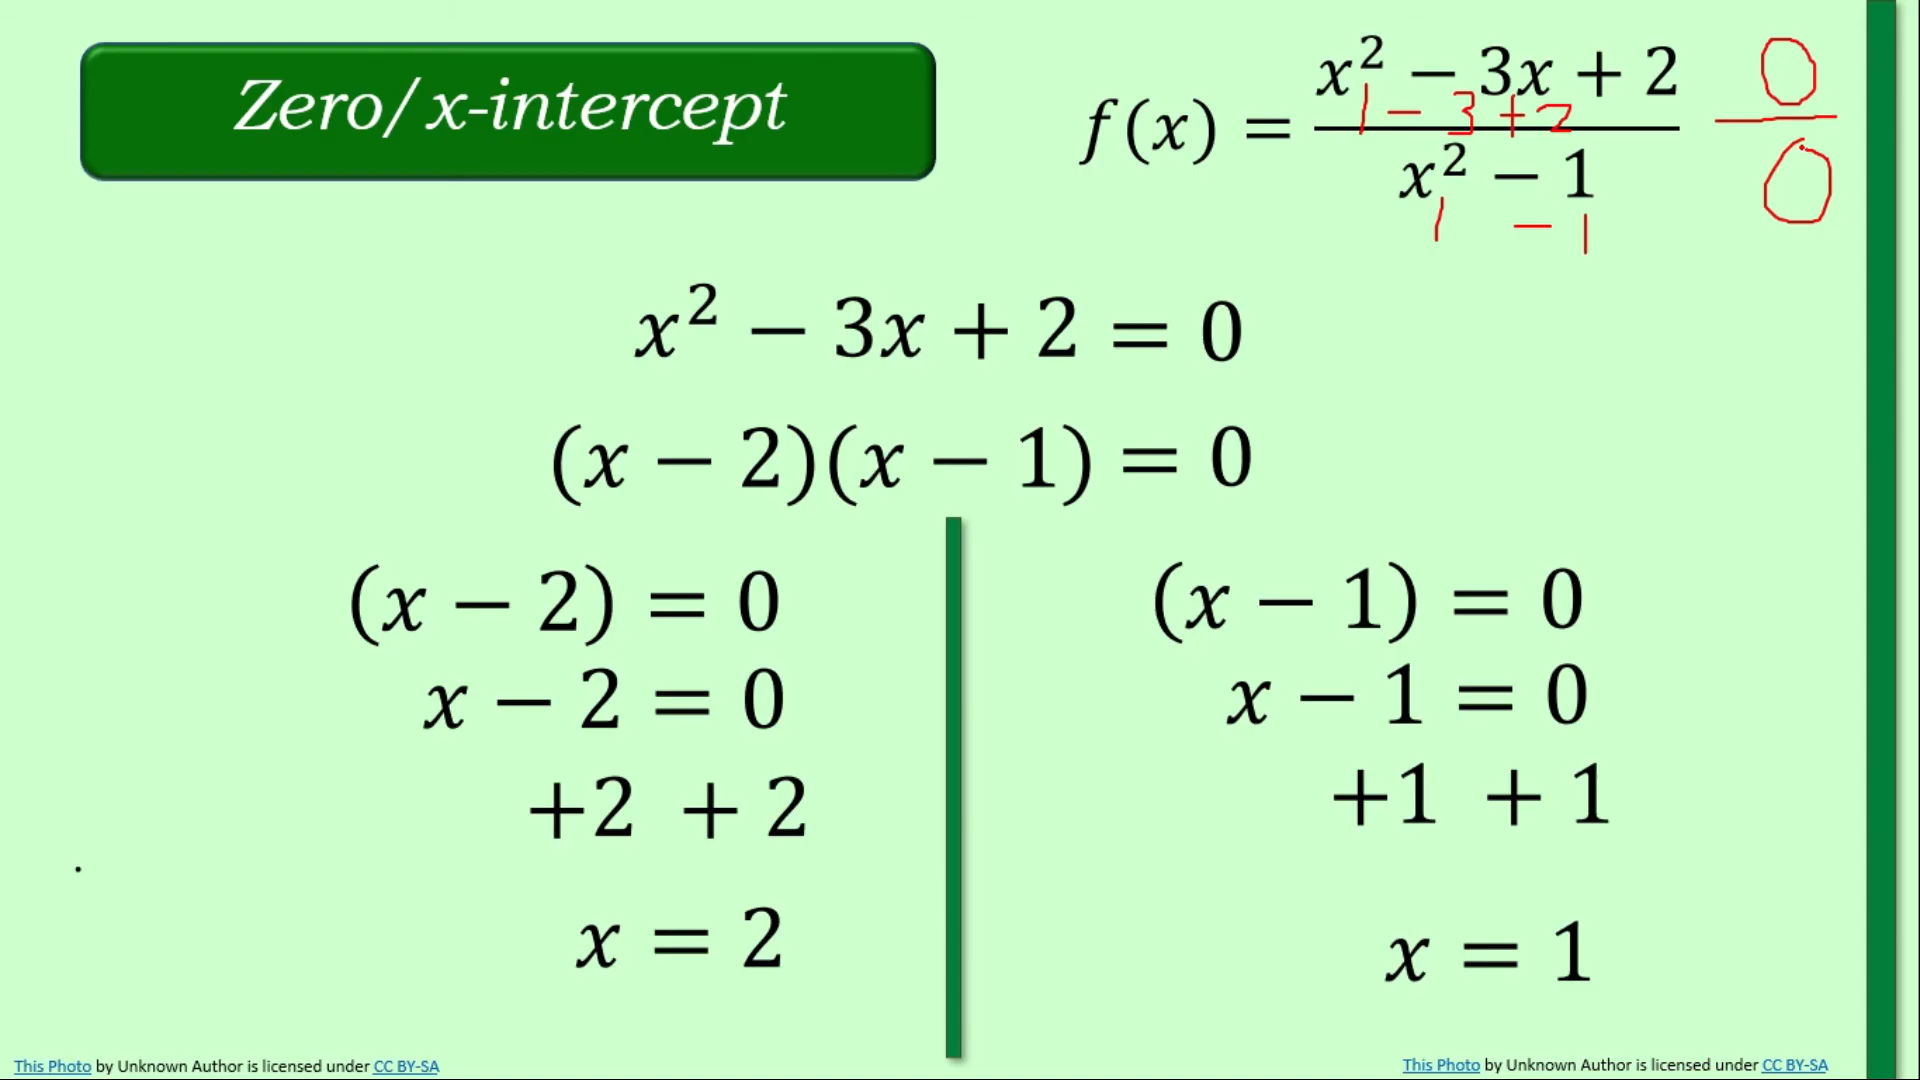 Zero/ x-intercept
f(x) = (x² − 3x + 2)/(x² − 1)
1 − 3 + 2
1 − 1
0
0
x² − 3x + 2 = 0
(x − 2)(x − 1) = 0
(x − 2) = 0
x − 2 = 0
+2 + 2
x = 2
(x − 1) = 0
x − 1 = 0
+1 + 1
x = 1
.
This Photo by Unknown Author is licensed under CC BY-SA
This Photo by Unknown Author is licensed under CC BY-SA